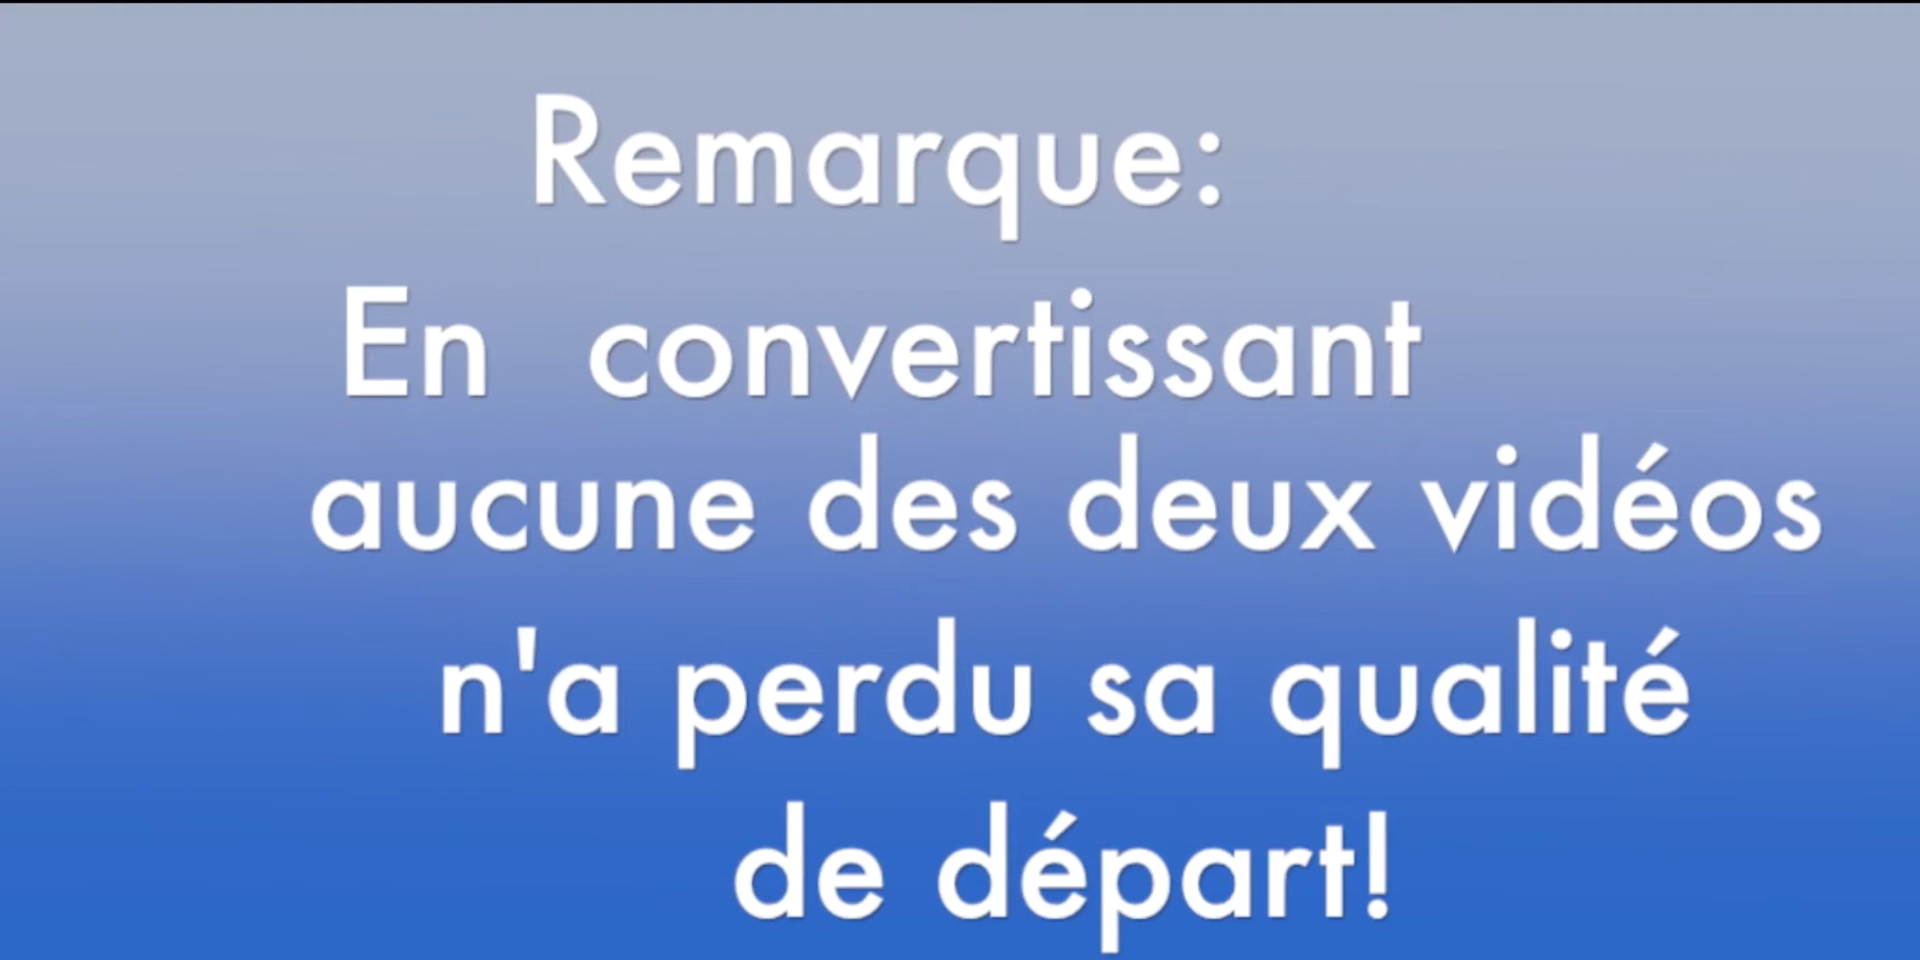 Remarque:
En convertissant
aucune des deux vidéos
n'a perdu sa qualité
de départ!